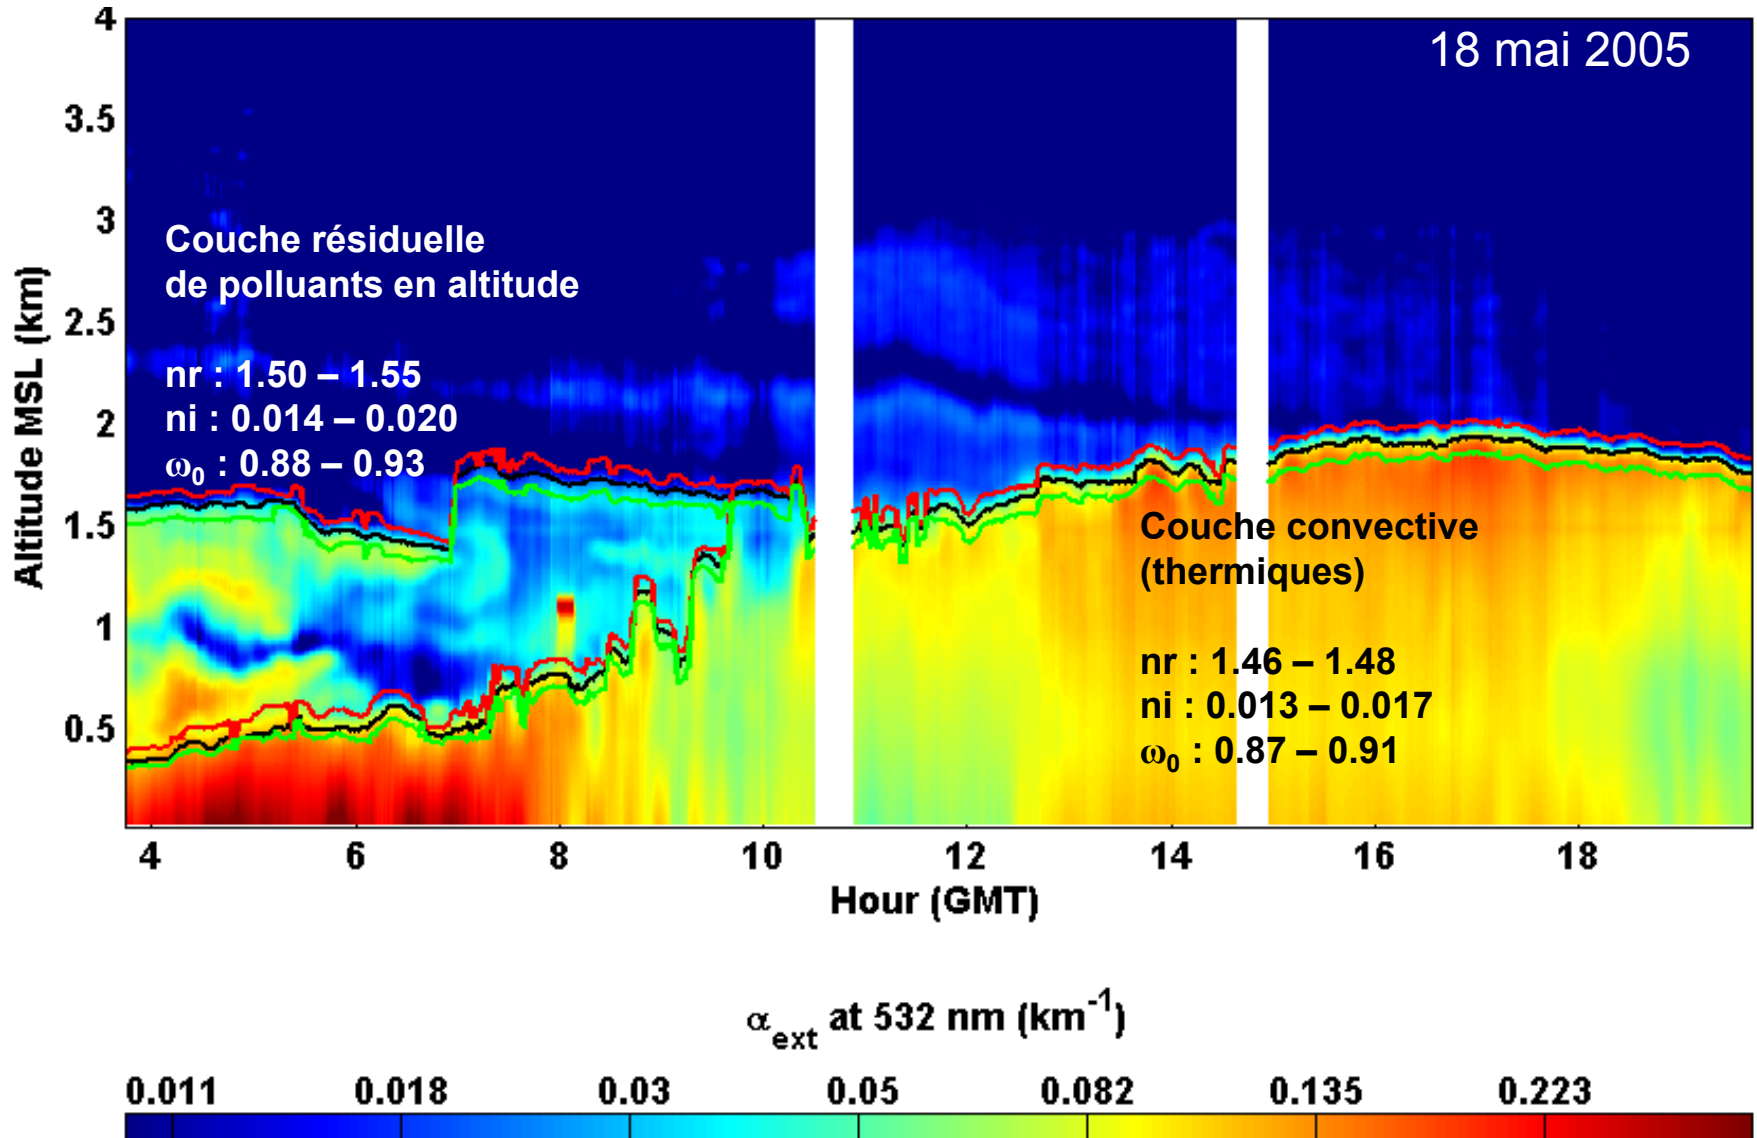 18 mai 2005
4
3.5
3
2.5
2
1.5
1
0.5
Altitude MSL (km)
Couche résiduelle
de polluants en altitude
nr : 1.50 – 1.55
ni : 0.014 – 0.020
ω0 : 0.88 – 0.93
Couche convective
(thermiques)
nr : 1.46 – 1.48
ni : 0.013 – 0.017
ω0 : 0.87 – 0.91
4 6 8 10 12 14 16 18
Hour (GMT)
αext at 532 nm (km-1)
0.011 0.018 0.03 0.05 0.082 0.135 0.223